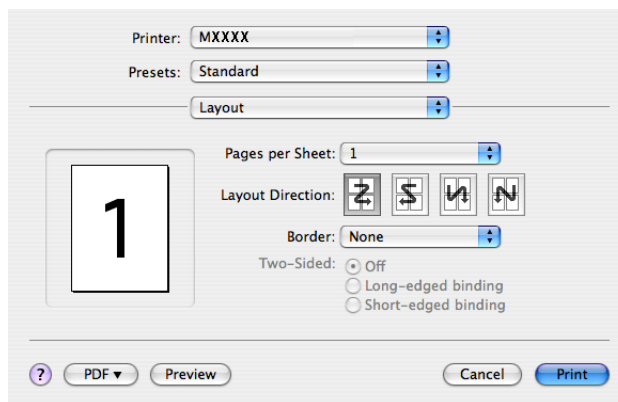 Printer: MXXXX
Presets: Standard
Layout
Pages per Sheet: 1
1
Layout Direction:
Border: None
Two-Sided: Off
Long-edged binding
Short-edged binding
? PDF▼ Preview Cancel Print